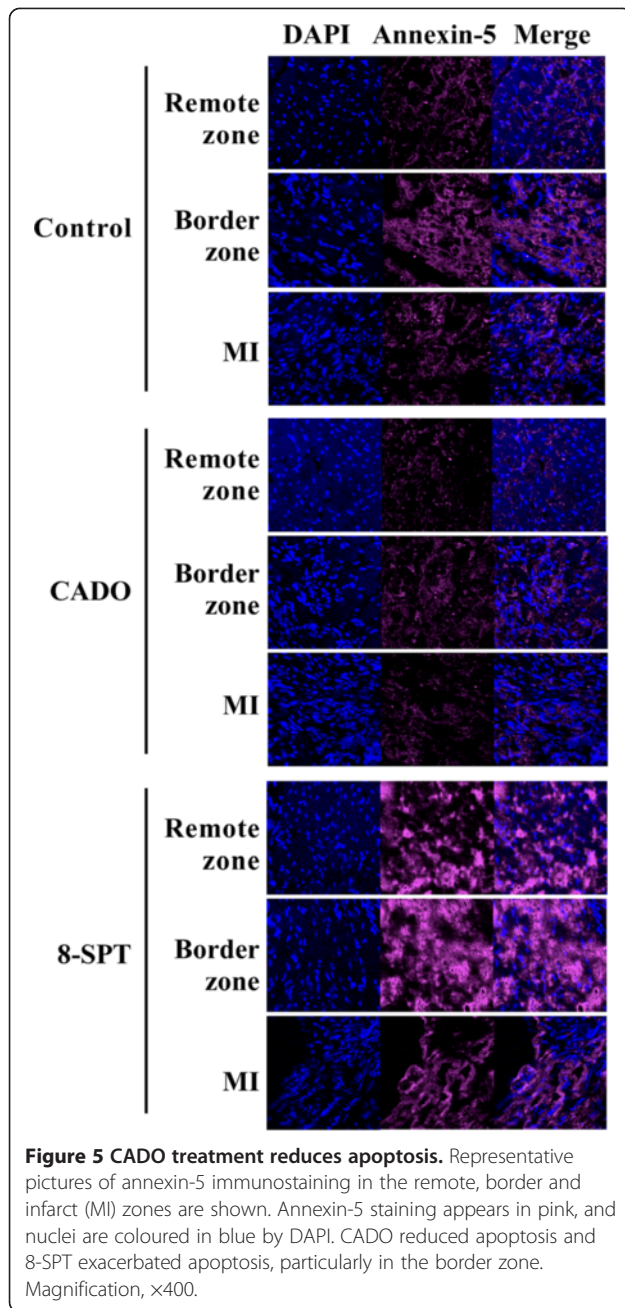 DAPI Annexin-5 Merge
Remote
zone
Control
Border
zone
MI
Remote
zone
CADO
Border
zone
MI
Remote
zone
8-SPT
Border
zone
MI
Figure 5 CADO treatment reduces apoptosis. Representative
pictures of annexin-5 immunostaining in the remote, border and
infarct (MI) zones are shown. Annexin-5 staining appears in pink, and
nuclei are coloured in blue by DAPI. CADO reduced apoptosis and
8-SPT exacerbated apoptosis, particularly in the border zone.
Magnification, ×400.